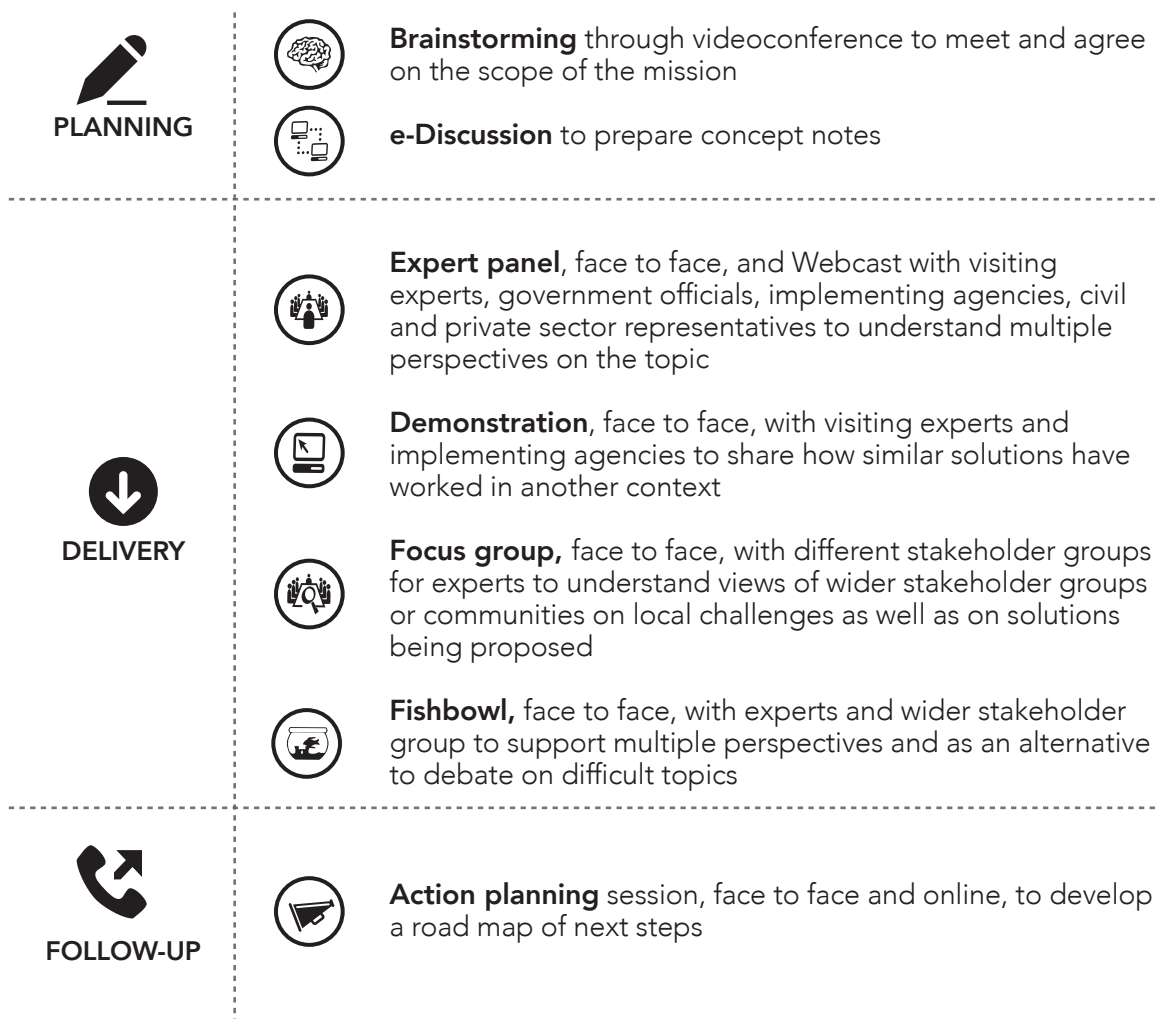 PLANNING
Brainstorming through videoconference to meet and agree
on the scope of the mission
e-Discussion to prepare concept notes
DELIVERY
Expert panel, face to face, and Webcast with visiting
experts, government officials, implementing agencies, civil
and private sector representatives to understand multiple
perspectives on the topic
Demonstration, face to face, with visiting experts and
implementing agencies to share how similar solutions have
worked in another context
Focus group, face to face, with different stakeholder groups
for experts to understand views of wider stakeholder groups
or communities on local challenges as well as on solutions
being proposed
Fishbowl, face to face, with experts and wider stakeholder
group to support multiple perspectives and as an alternative
to debate on difficult topics
FOLLOW-UP
Action planning session, face to face and online, to develop
a road map of next steps